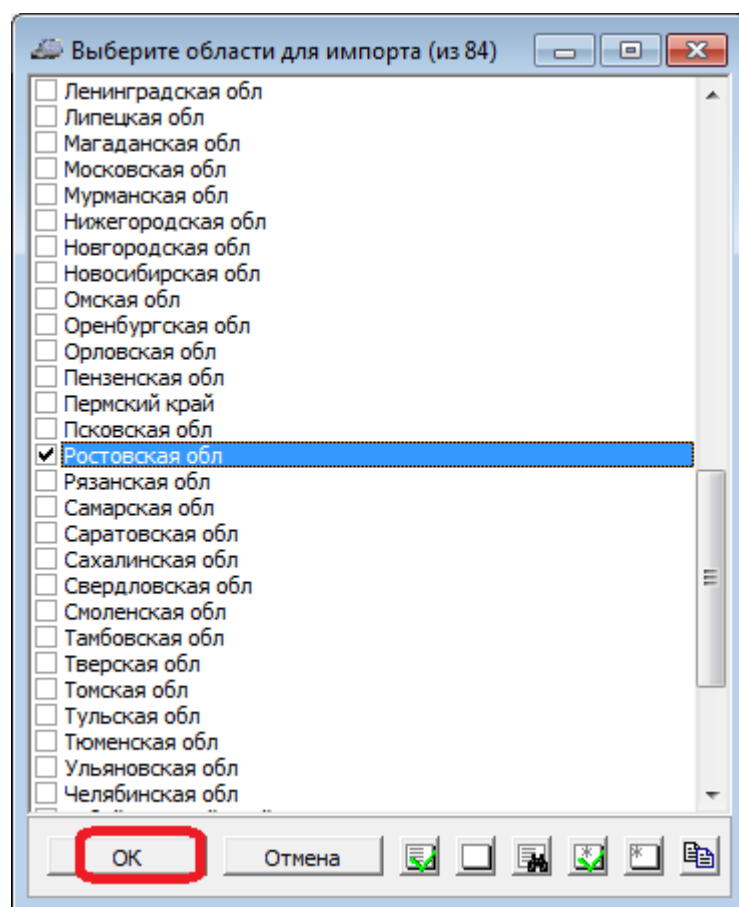 Выберите области для импорта (из 84)
Ленинградская обл
Липецкая обл
Магаданская обл
Московская обл
Мурманская обл
Нижегородская обл
Новгородская обл
Новосибирская обл
Омская обл
Оренбургская обл
Орловская обл
Пензенская обл
Пермский край
Псковская обл
Ростовская обл
Рязанская обл
Самарская обл
Саратовская обл
Сахалинская обл
Свердловская обл
Смоленская обл
Тамбовская обл
Тверская обл
Томская обл
Тульская обл
Тюменская обл
Ульяновская обл
Челябинская обл
ОК Отмена